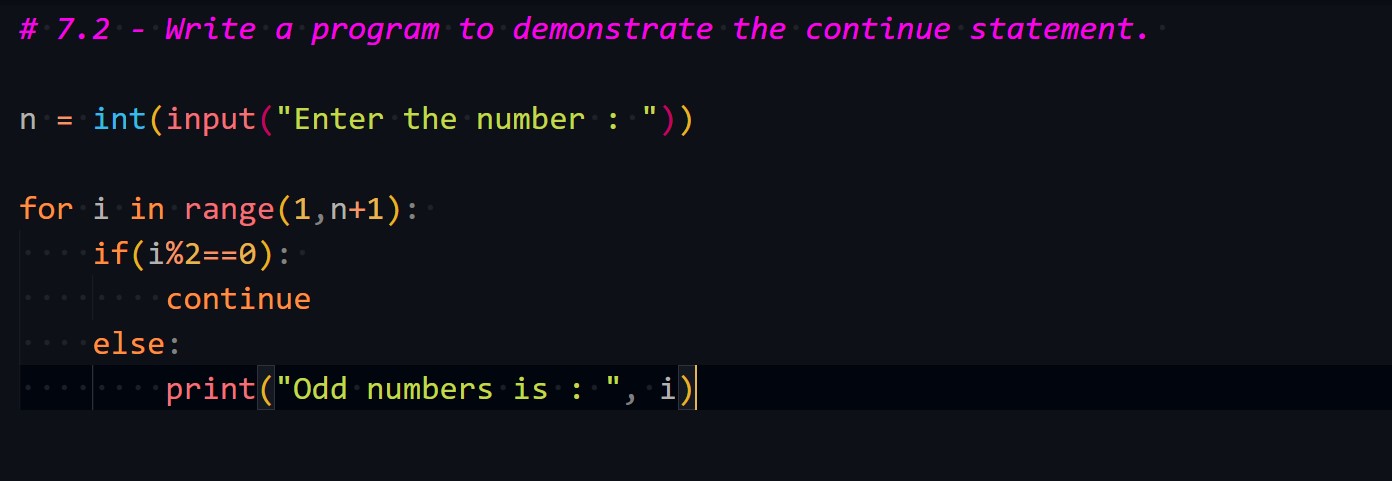 # 7.2 - Write a program to demonstrate the continue statement.
n = int(input("Enter the number : "))
for i in range(1,n+1):
    if(i%2==0):
        continue
    else:
        print("Odd numbers is : ", i)